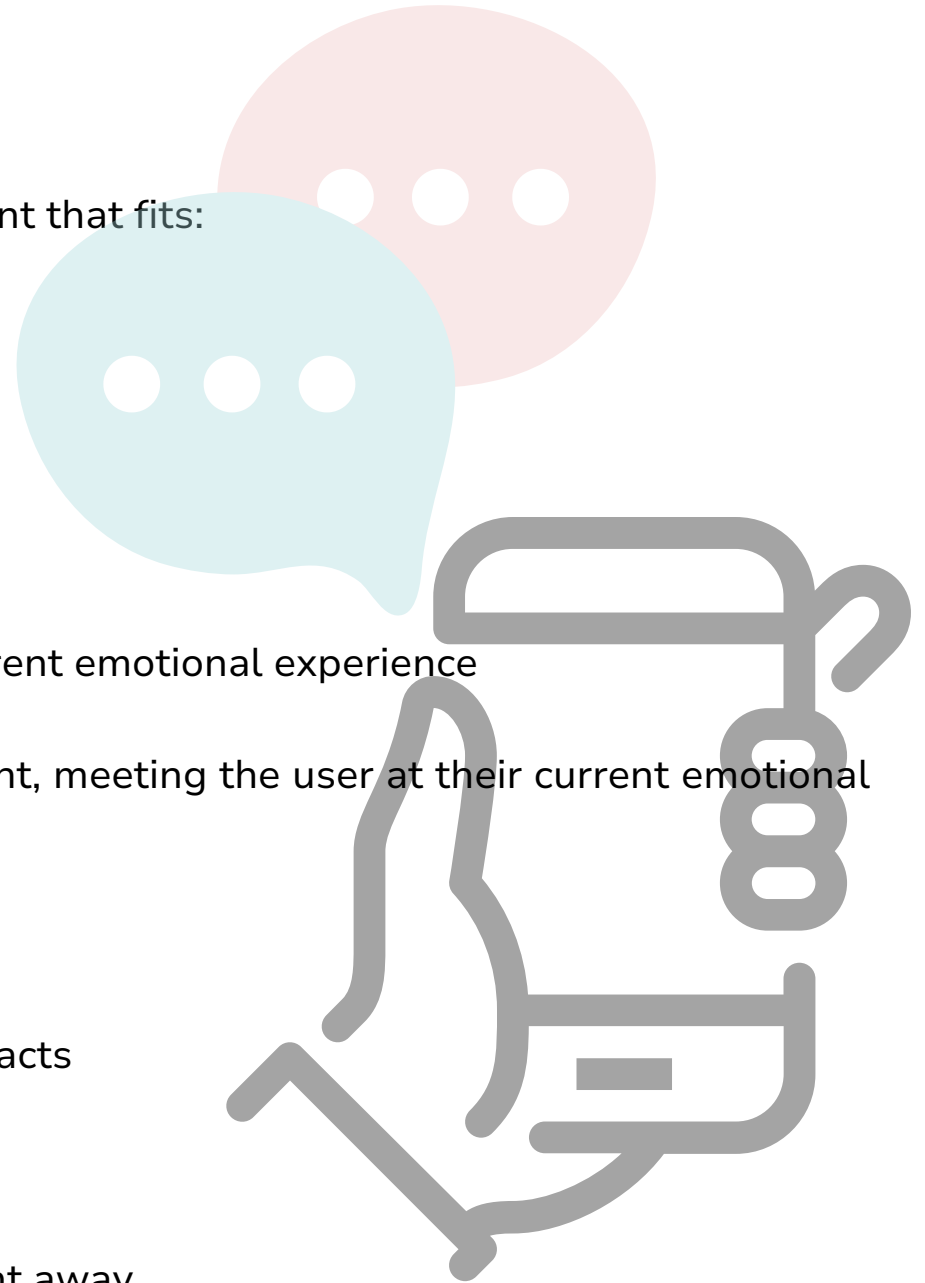 nt that fits:
rent emotional experience
nt, meeting the user at their current emotional
acts
nt away